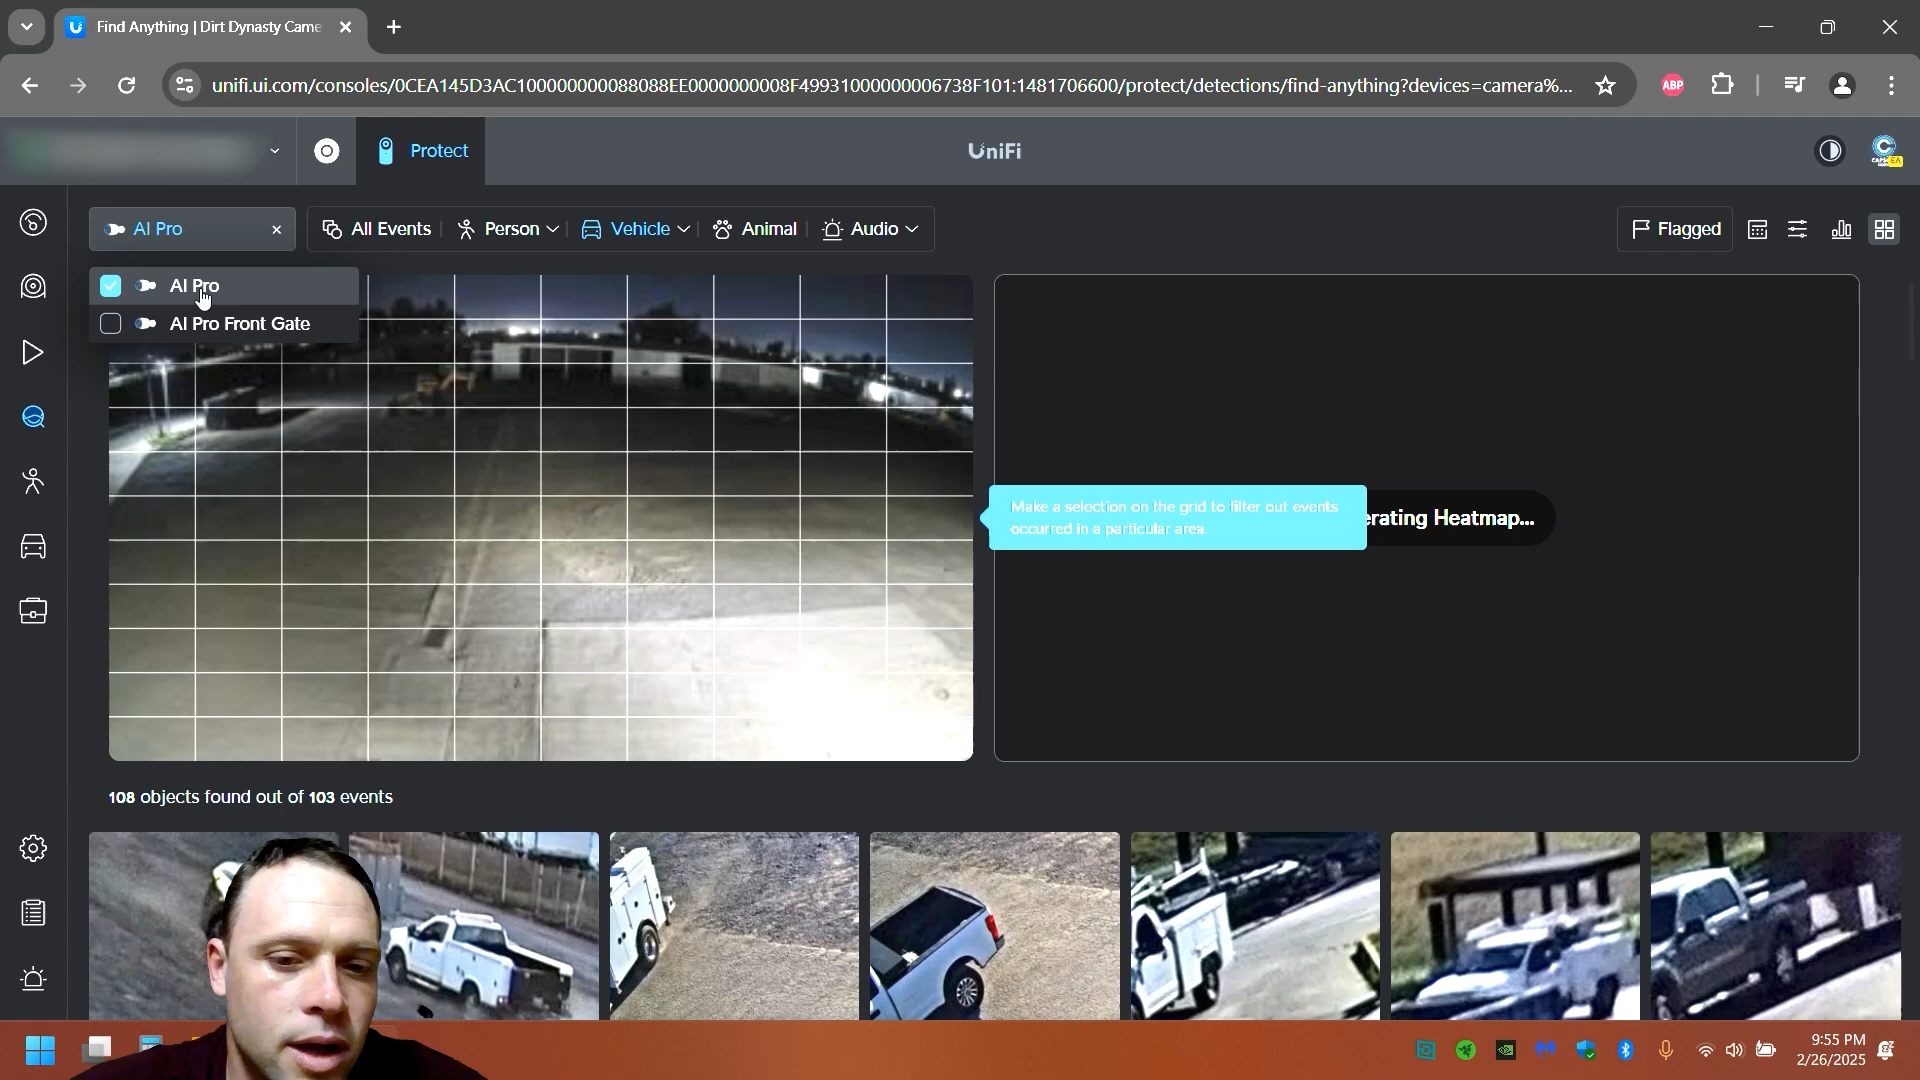 Find Anything | Dirt Dynasty Came
unifi.ui.com/consoles/0CEA145D3AC100000000088088EE0000000008F49931000000006738F101:1481706600/protect/detections/find-anything?devices=camera%...
ABP
Protect
UniFi
EA
AI Pro
All Events
Person
Vehicle
Animal
Audio
Flagged
AI Pro
AI Pro Front Gate
Make a selection on the grid to filter out events
occurred in a particular area.
erating Heatmap...
108 objects found out of 103 events
9:55 PM
2/26/2025